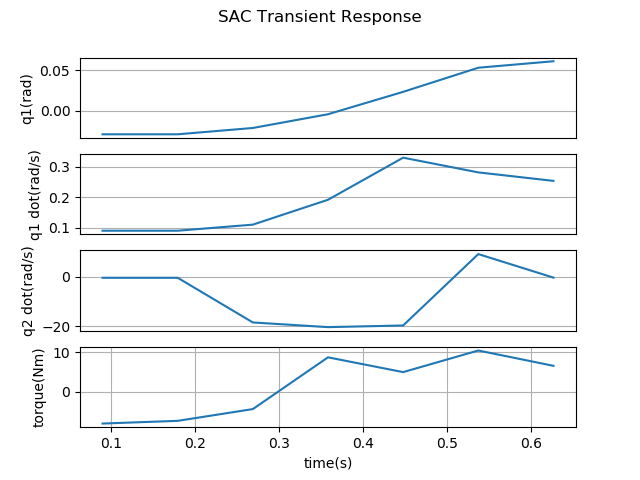 SAC Transient Response
q1(rad)
0.05
0.00
q1 dot(rad/s)
0.3
0.2
0.1
q2 dot(rad/s)
0
−20
torque(Nm)
10
0
0.1 0.2 0.3 0.4 0.5 0.6
time(s)